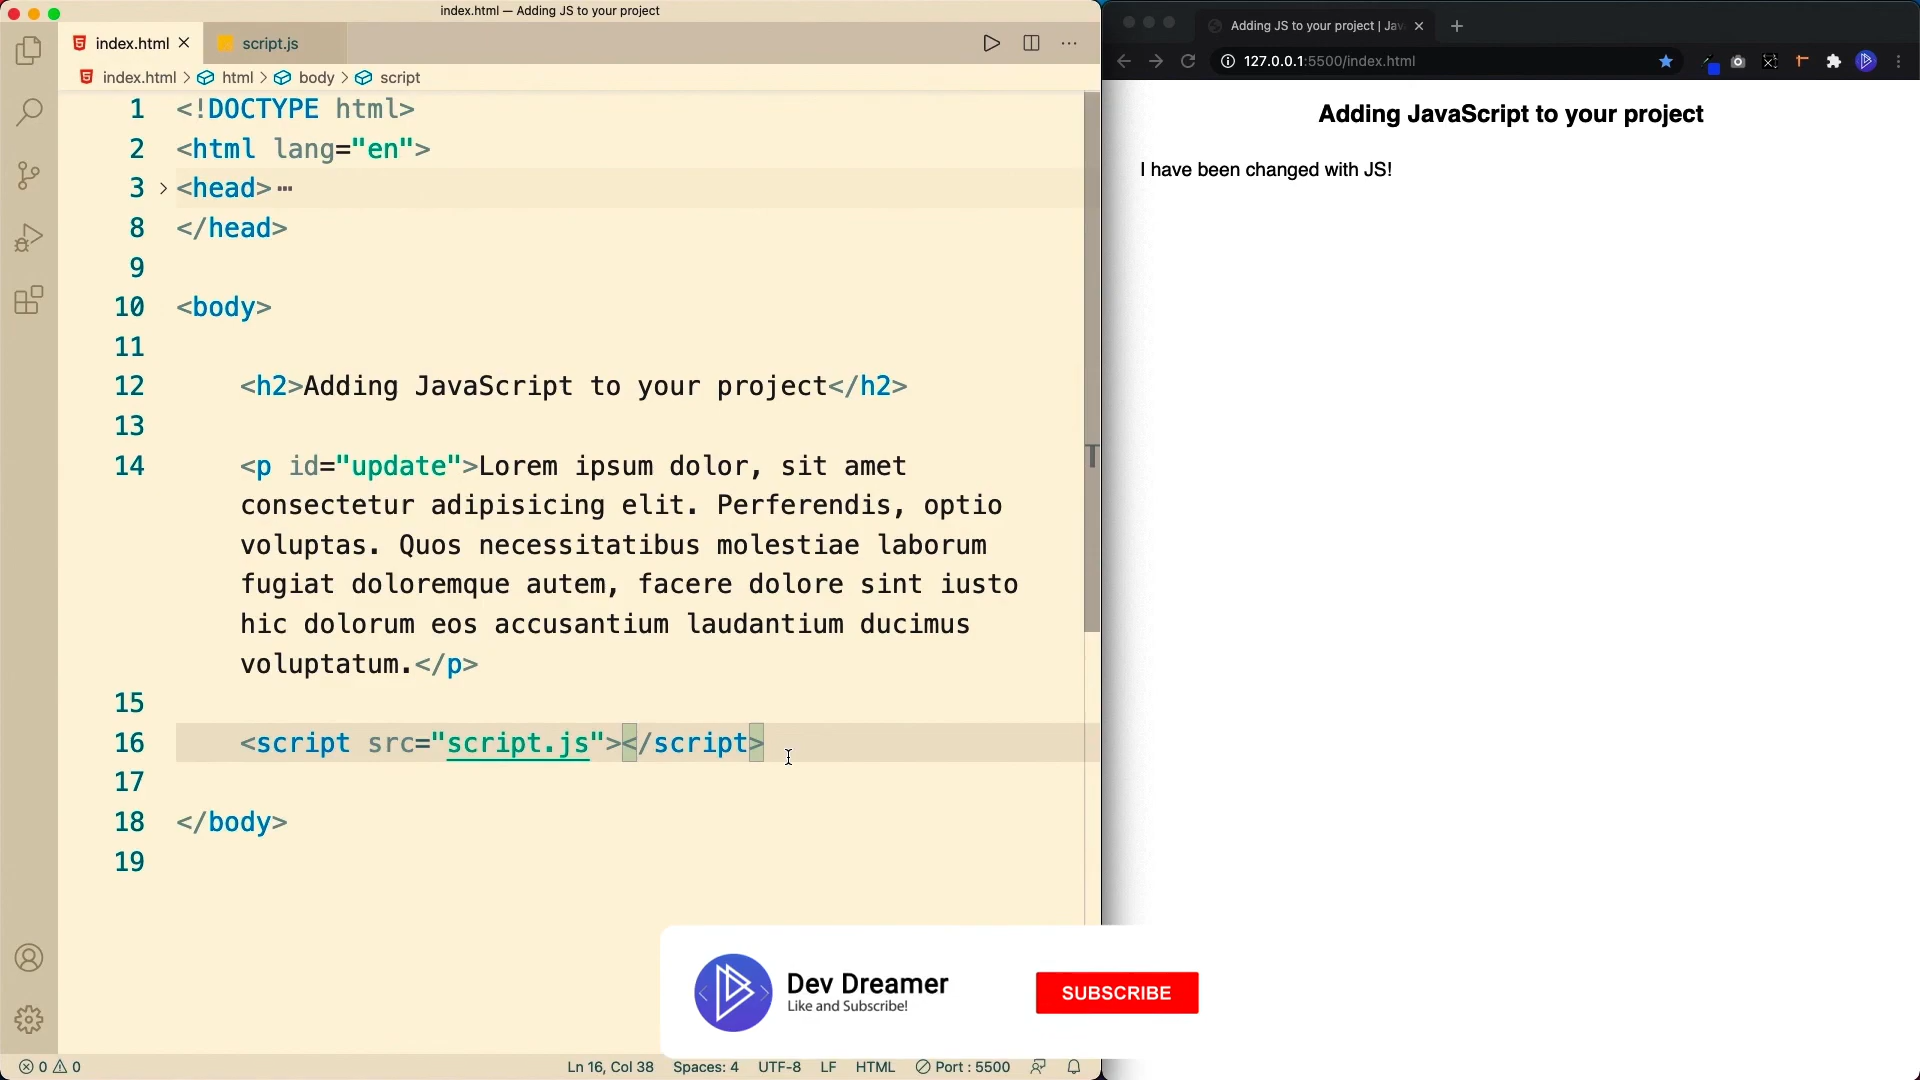 index.html — Adding JS to your project
index.html
script.js
index.html > html > body > script
1 <!DOCTYPE html>
2 <html lang="en">
3 > <head>⋯
8 </head>
9
10 <body>
11
12 <h2>Adding JavaScript to your project</h2>
13
14 <p id="update">Lorem ipsum dolor, sit amet
consectetur adipisicing elit. Perferendis, optio
voluptas. Quos necessitatibus molestiae laborum
fugiat doloremque autem, facere dolore sint iusto
hic dolorum eos accusantium laudantium ducimus
voluptatum.</p>
15
16 <script src="script.js"></script>
17
18 </body>
19
0 0 Ln 16, Col 38 Spaces: 4 UTF-8 LF HTML Port : 5500
Adding JS to your project | Jav
127.0.0.1:5500/index.html
Adding JavaScript to your project
I have been changed with JS!
Dev Dreamer
Like and Subscribe!
SUBSCRIBE